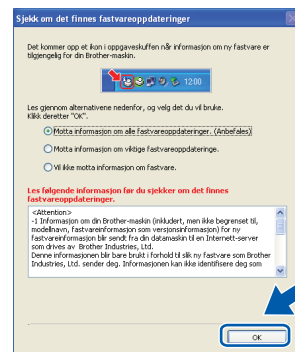 Sjekk om det finnes fastvareoppdateringer
Det kommer opp et ikon i oppgaveskuffen når informasjon om ny fastvare er
tilgjengelig for din Brother-maskin.
12:00
Les gjennom alternativene nedenfor, og velg det du vil bruke.
Klikk deretter "OK".
Motta informasjon om alle fastvareoppdateringer. (Anbefales)
Motta informasjon om viktige fastvareoppdateringe.
Vil ikke motta informasjon om fastvare.
Les følgende informasjon før du sjekker om det finnes
fastvareoppdateringer.
<Attention>
-1 Informasjon om din Brother-maskin (inkludert, men ikke begrenset til,
modellnavn, fastvareinformasjon som versjonsinformasjon) for ny
fastvareinformasjon blir sendt fra din datamaskin til en Internett-server
som drives av Brother Industries, Ltd.
Denne informasjonen blir bare brukt i forhold til slik ny fastvare som Brother
Industries, Ltd. sender deg. Informasjonen kan ikke identifisere deg som
OK